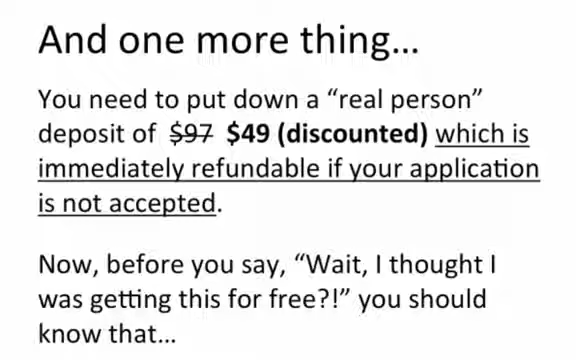 And one more thing...
You need to put down a “real person”
deposit of $97 $49 (discounted) which is
immediately refundable if your application
is not accepted.
Now, before you say, “Wait, I thought I
was getting this for free?!” you should
know that...